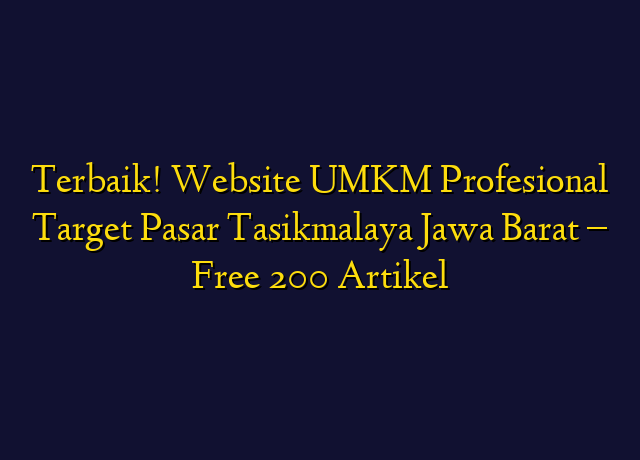 Terbaik! Website UMKM Profesional
Target Pasar Tasikmalaya Jawa Barat –
Free 200 Artikel